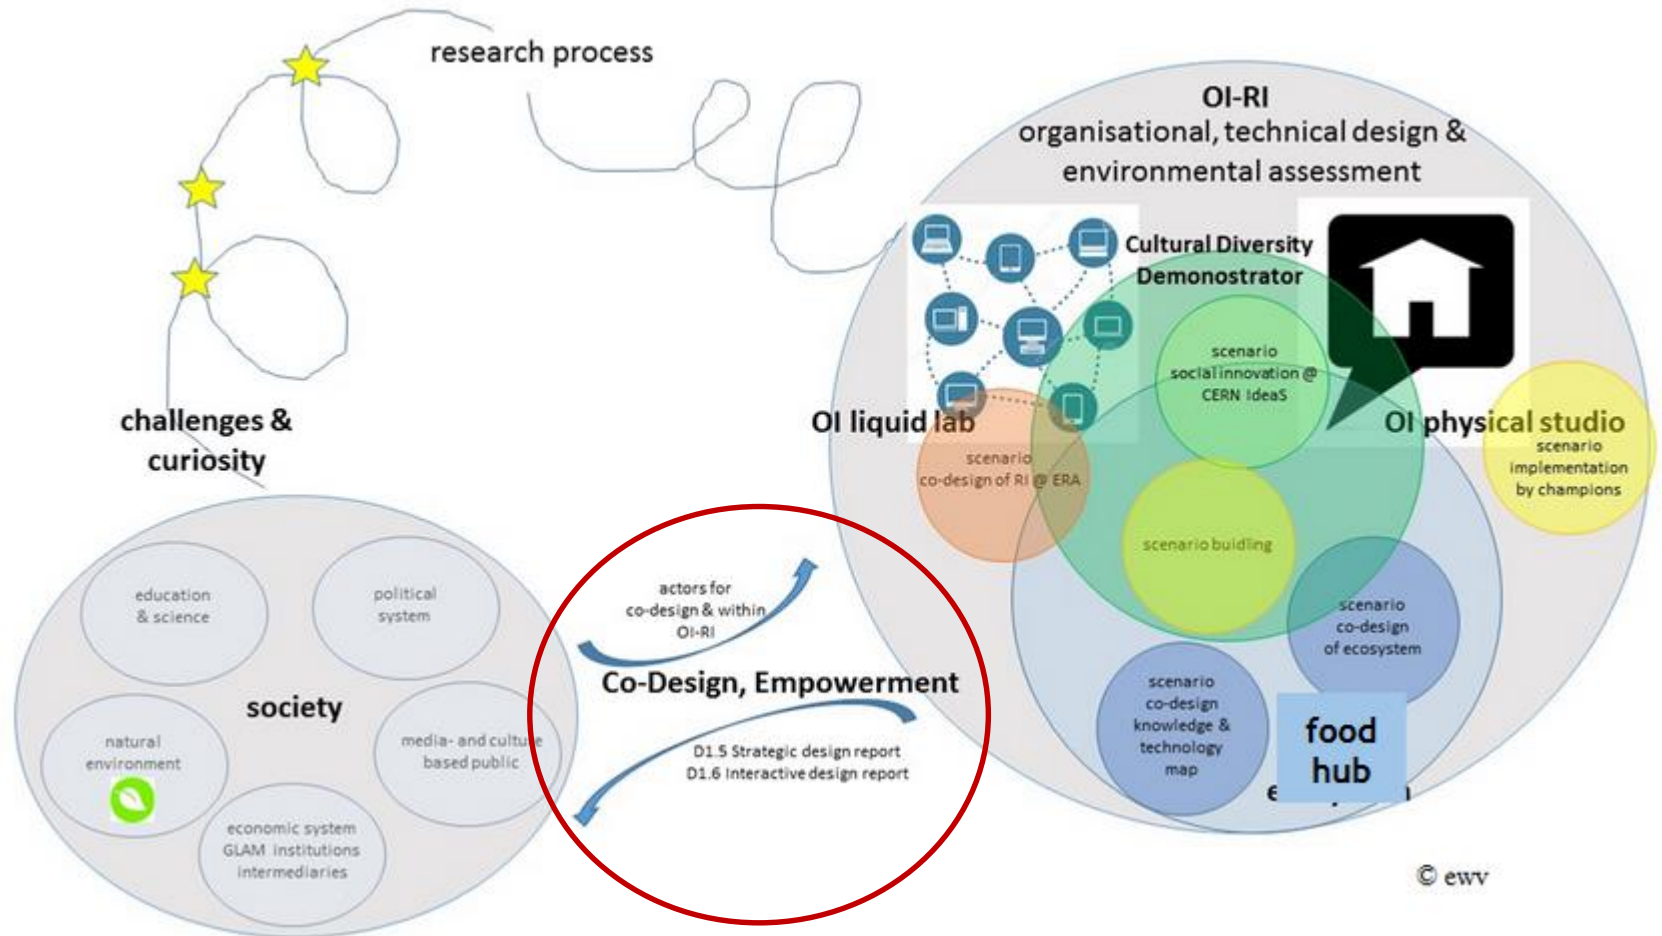 research process
OI-RI
organisational, technical design &
environmental assessment
Cultural Diversity
Demonostrator
scenario
social innovation @
CERN IdeaS
challenges &
curiosity
OI liquid lab
OI physical studio
scenario
co-design of RI @ ERA
scenario
implementation
by champions
scenario buidling
education
& science
political
system
actors for
co-design & within
OI-RI
scenario
co-design
of ecosystem
society
Co-Design, Empowerment
scenario
co-design
knowledge &
technology
map
food
hub
natural
environment
media- and culture
based public
D1.5 Strategic design report
D1.6 Interactive design report
economic system
GLAM institutions
intermediaries
© ewv